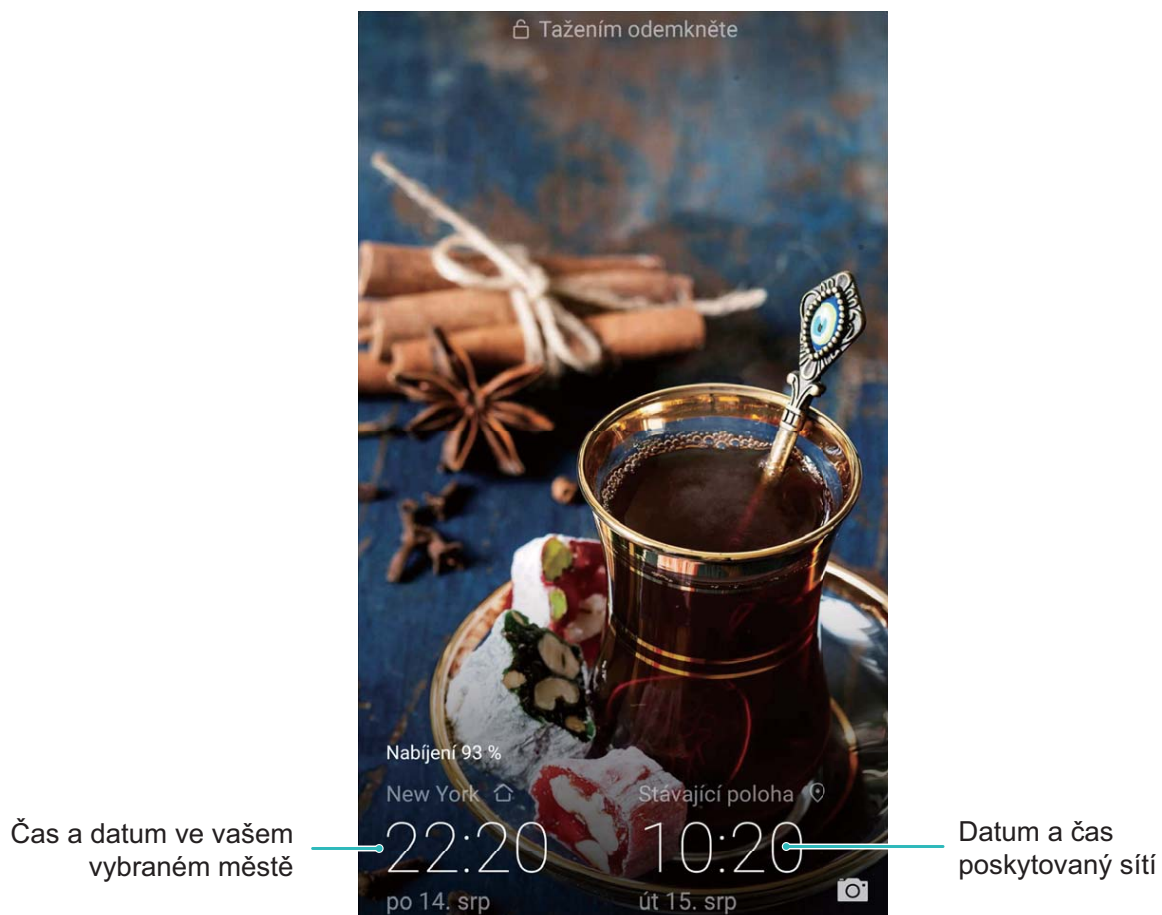 Tažením odemkněte
Nabíjení 93 %
New York
Stávající poloha
22:20
10:20
po 14. srp
út 15. srp
Čas a datum ve vašem
vybraném městě
Datum a čas
poskytovaný sítí